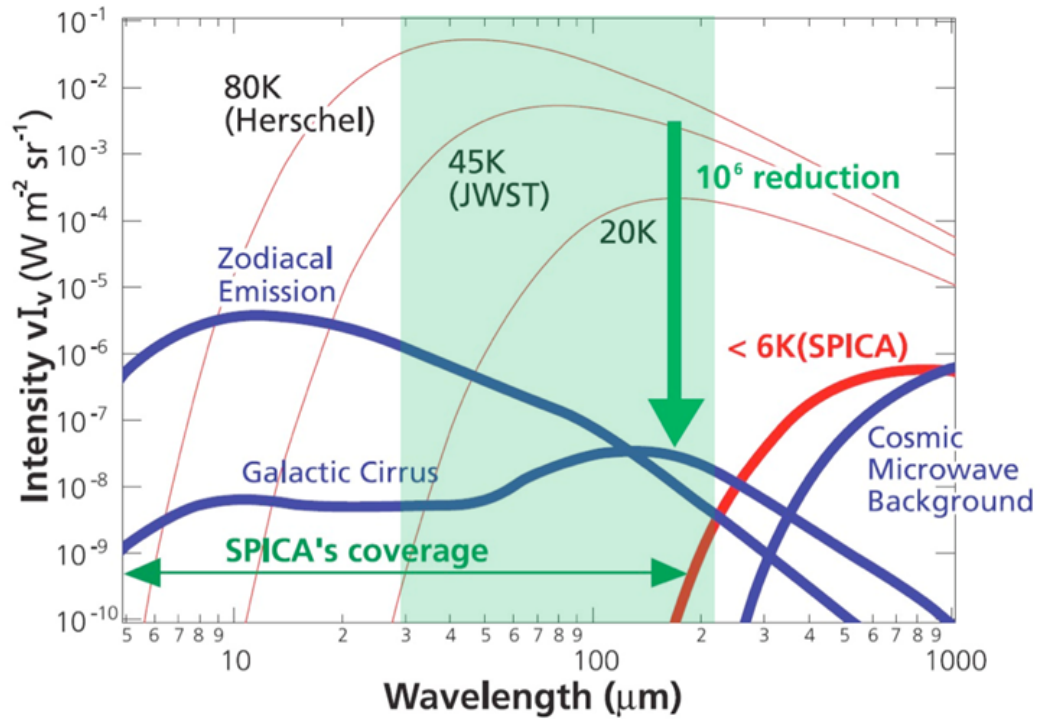 10⁻¹
10⁻²
10⁻³
10⁻⁴
10⁻⁵
10⁻⁶
10⁻⁷
10⁻⁸
10⁻⁹
10⁻¹⁰
Intensity νIᵥ (W m⁻² sr⁻¹)
80K
(Herschel)
45K
(JWST)
10⁶ reduction
20K
Zodiacal
Emission
< 6K(SPICA)
Galactic Cirrus
Cosmic
Microwave
Background
SPICA's coverage
5 6 7 8 9 2 3 4 5 6 7 8 9 2 3 4 5 6 7 8 9
10 100 1000
Wavelength (μm)